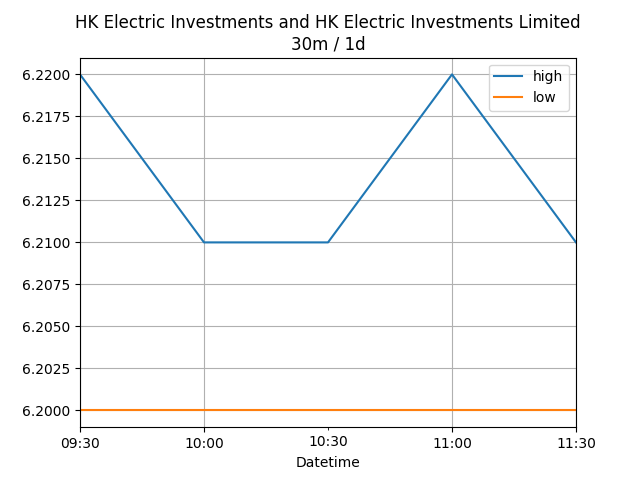 HK Electric Investments and HK Electric Investments Limited
30m / 1d
high
low
6.2200
6.2175
6.2150
6.2125
6.2100
6.2075
6.2050
6.2025
6.2000
09:30 10:00 10:30 11:00 11:30
Datetime